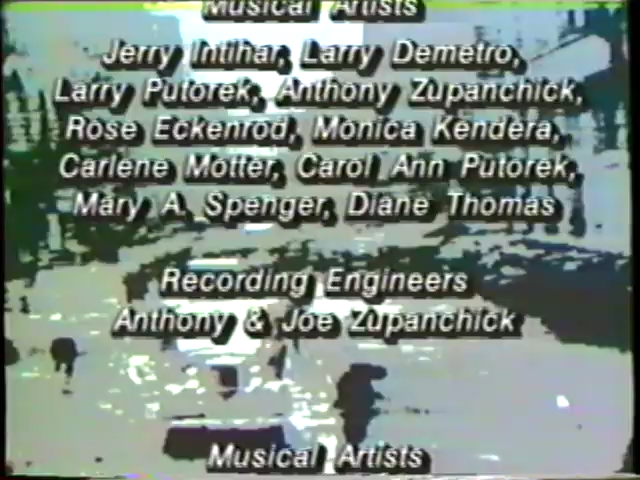 Musical Artists
Jerry Intihar, Larry Demetro,
Larry Putorek, Anthony Zupanchick,
Rose Eckenrod, Monica Kendera,
Carlene Motter, Carol Ann Putorek,
Mary A. Spenger, Diane Thomas
Recording Engineers
Anthony & Joe Zupanchick
Musical Artists